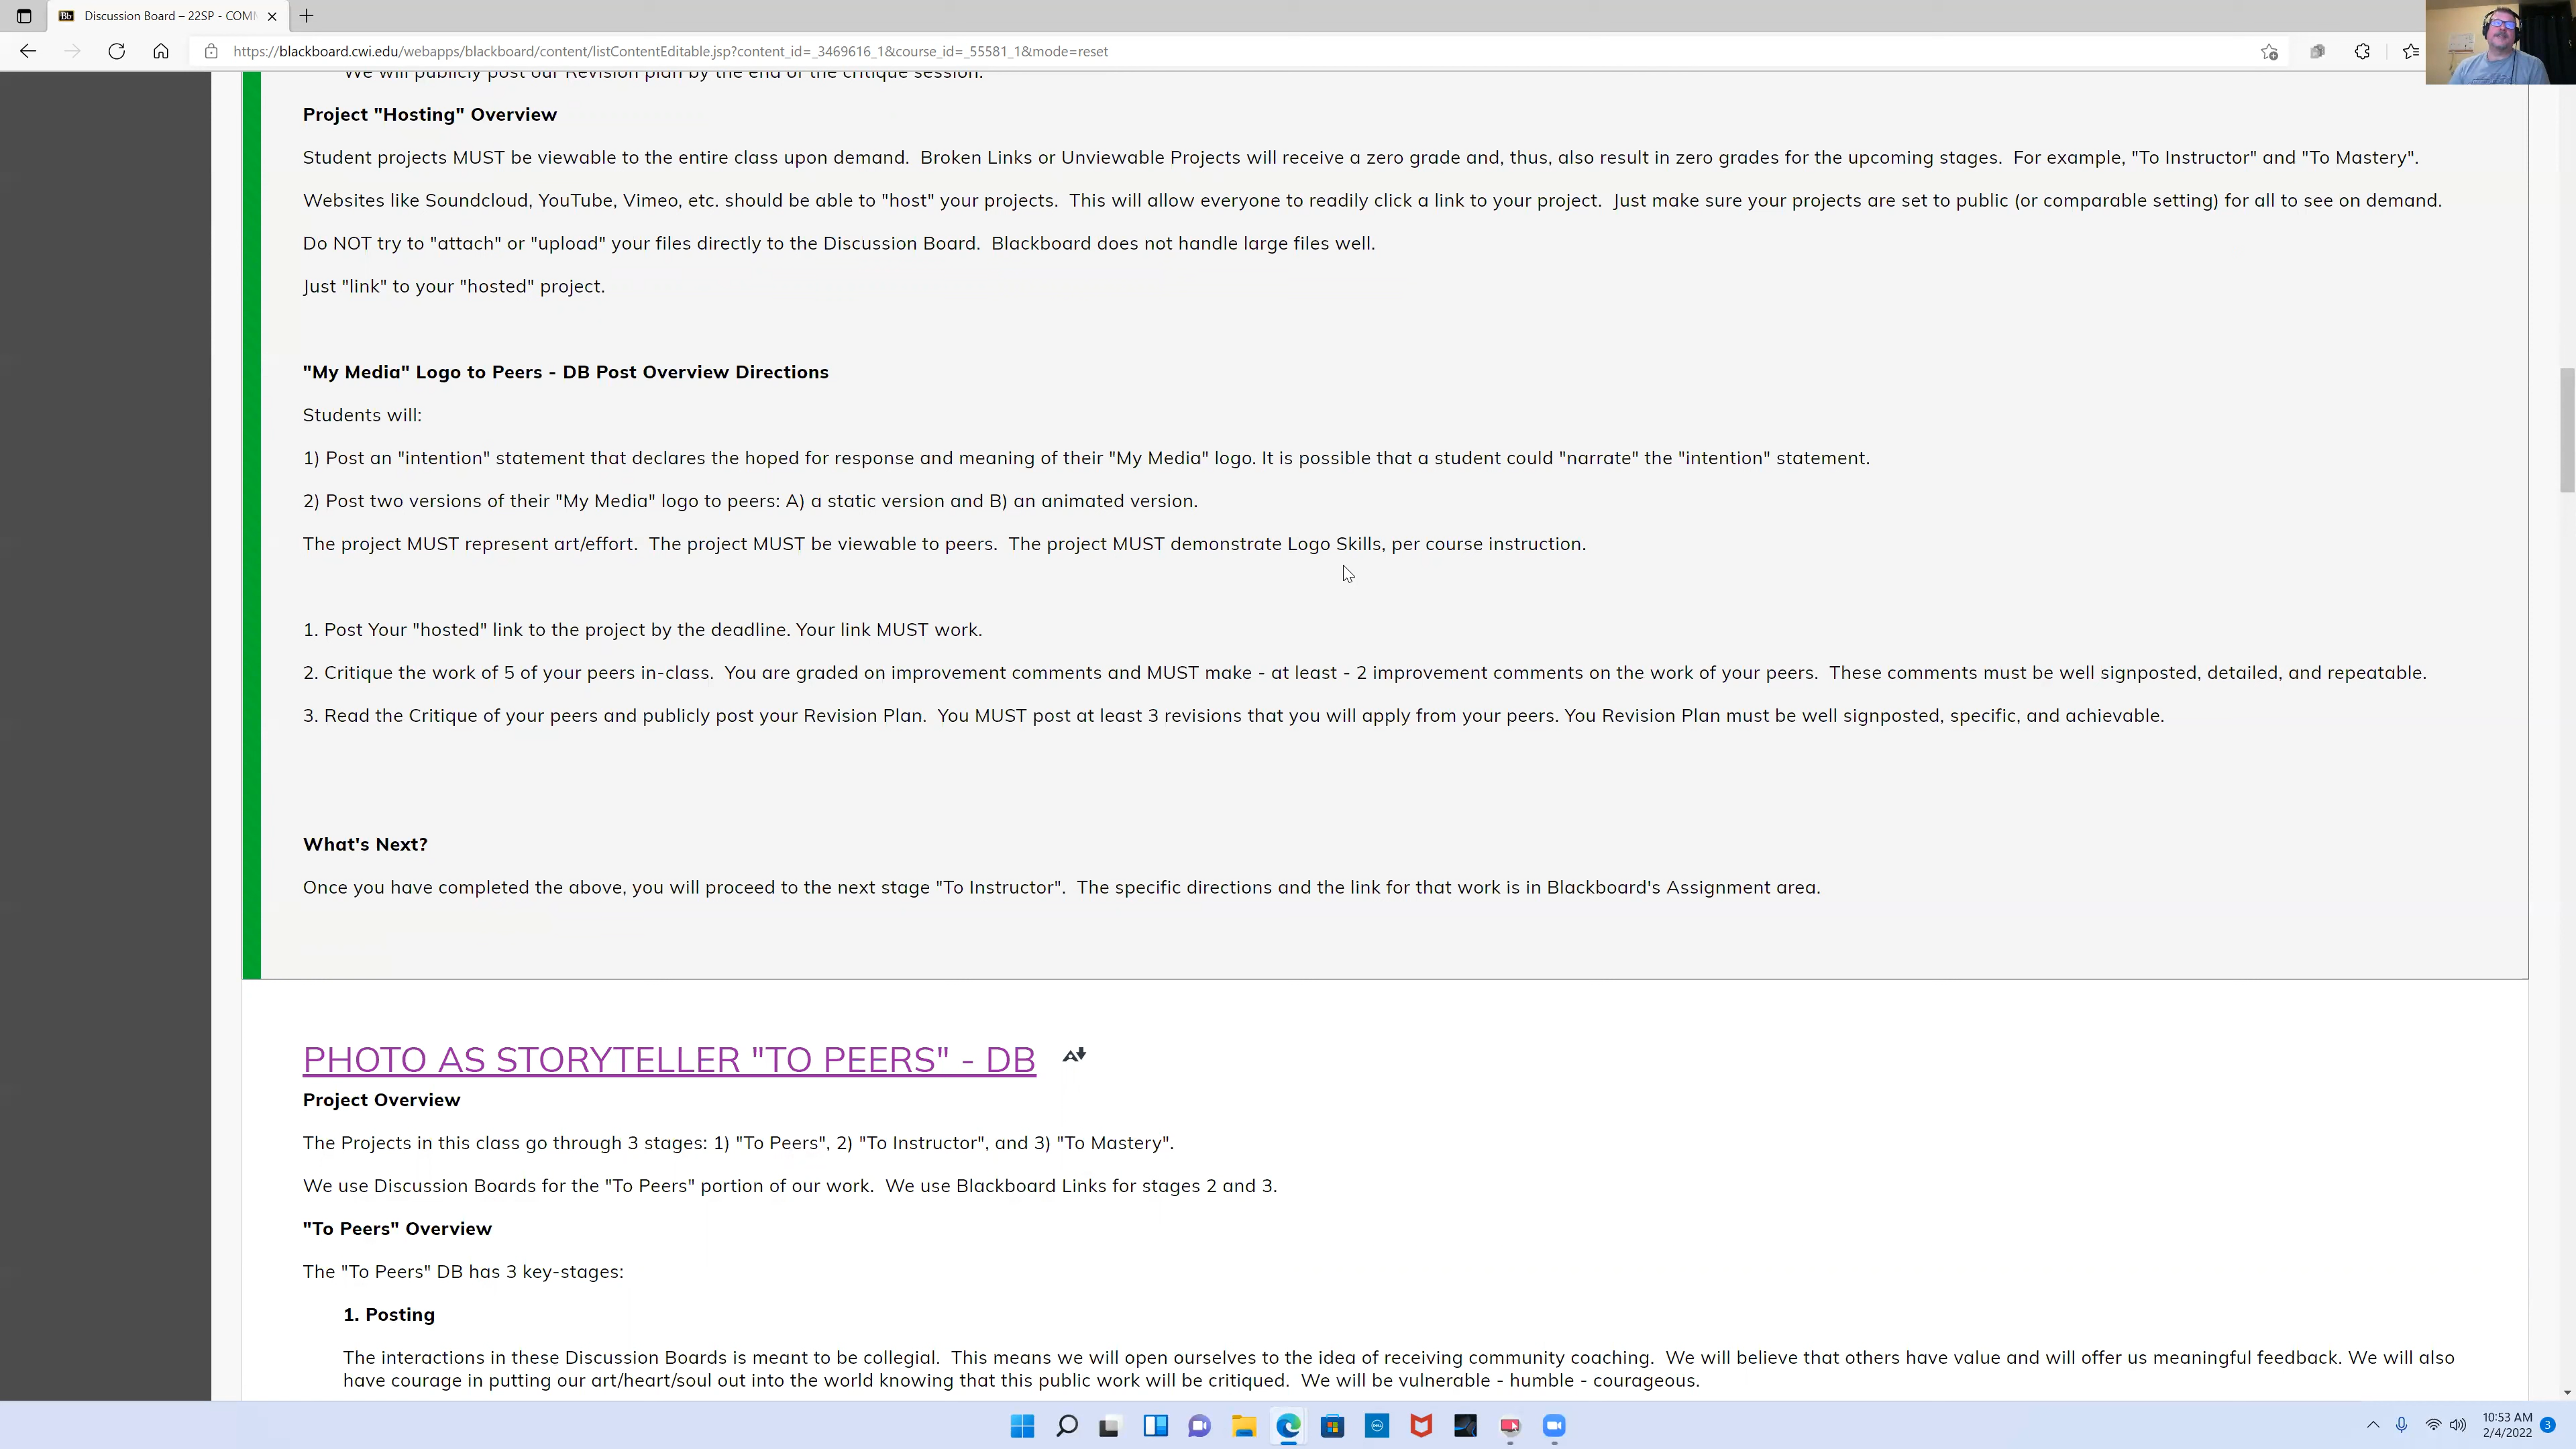 Discussion Board – 22SP - COM
https://blackboard.cwi.edu/webapps/blackboard/content/listContentEditable.jsp?content_id=_3469616_1&course_id=_55581_1&mode=reset
We will publicly post our Revision plan by the end of the critique session.
Project "Hosting" Overview
Student projects MUST be viewable to the entire class upon demand.  Broken Links or Unviewable Projects will receive a zero grade and, thus, also result in zero grades for the upcoming stages.  For example, "To Instructor" and "To Mastery".
Websites like Soundcloud, YouTube, Vimeo, etc. should be able to "host" your projects.  This will allow everyone to readily click a link to your project.  Just make sure your projects are set to public (or comparable setting) for all to see on demand.
Do NOT try to "attach" or "upload" your files directly to the Discussion Board.  Blackboard does not handle large files well.
Just "link" to your "hosted" project.
"My Media" Logo to Peers - DB Post Overview Directions
Students will:
1) Post an "intention" statement that declares the hoped for response and meaning of their "My Media" logo. It is possible that a student could "narrate" the "intention" statement.
2) Post two versions of their "My Media" logo to peers: A) a static version and B) an animated version.
The project MUST represent art/effort.  The project MUST be viewable to peers.  The project MUST demonstrate Logo Skills, per course instruction.
1. Post Your "hosted" link to the project by the deadline. Your link MUST work.
2. Critique the work of 5 of your peers in-class.  You are graded on improvement comments and MUST make - at least - 2 improvement comments on the work of your peers.  These comments must be well signposted, detailed, and repeatable.
3. Read the Critique of your peers and publicly post your Revision Plan.  You MUST post at least 3 revisions that you will apply from your peers. You Revision Plan must be well signposted, specific, and achievable.
What's Next?
Once you have completed the above, you will proceed to the next stage "To Instructor".  The specific directions and the link for that work is in Blackboard's Assignment area.
PHOTO AS STORYTELLER "TO PEERS" - DB
Project Overview
The Projects in this class go through 3 stages: 1) "To Peers", 2) "To Instructor", and 3) "To Mastery".
We use Discussion Boards for the "To Peers" portion of our work.  We use Blackboard Links for stages 2 and 3.
"To Peers" Overview
The "To Peers" DB has 3 key-stages:
1. Posting
The interactions in these Discussion Boards is meant to be collegial.  This means we will open ourselves to the idea of receiving community coaching.  We will believe that others have value and will offer us meaningful feedback. We will also
have courage in putting our art/heart/soul out into the world knowing that this public work will be critiqued.  We will be vulnerable - humble - courageous.
10:53 AM
2/4/2022
3